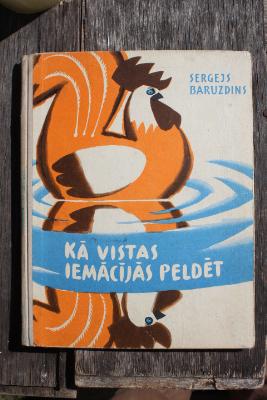 SERGEJS
BARUZDINS
KĀ VISTAS
IEMĀCĪJĀS PELDĒT